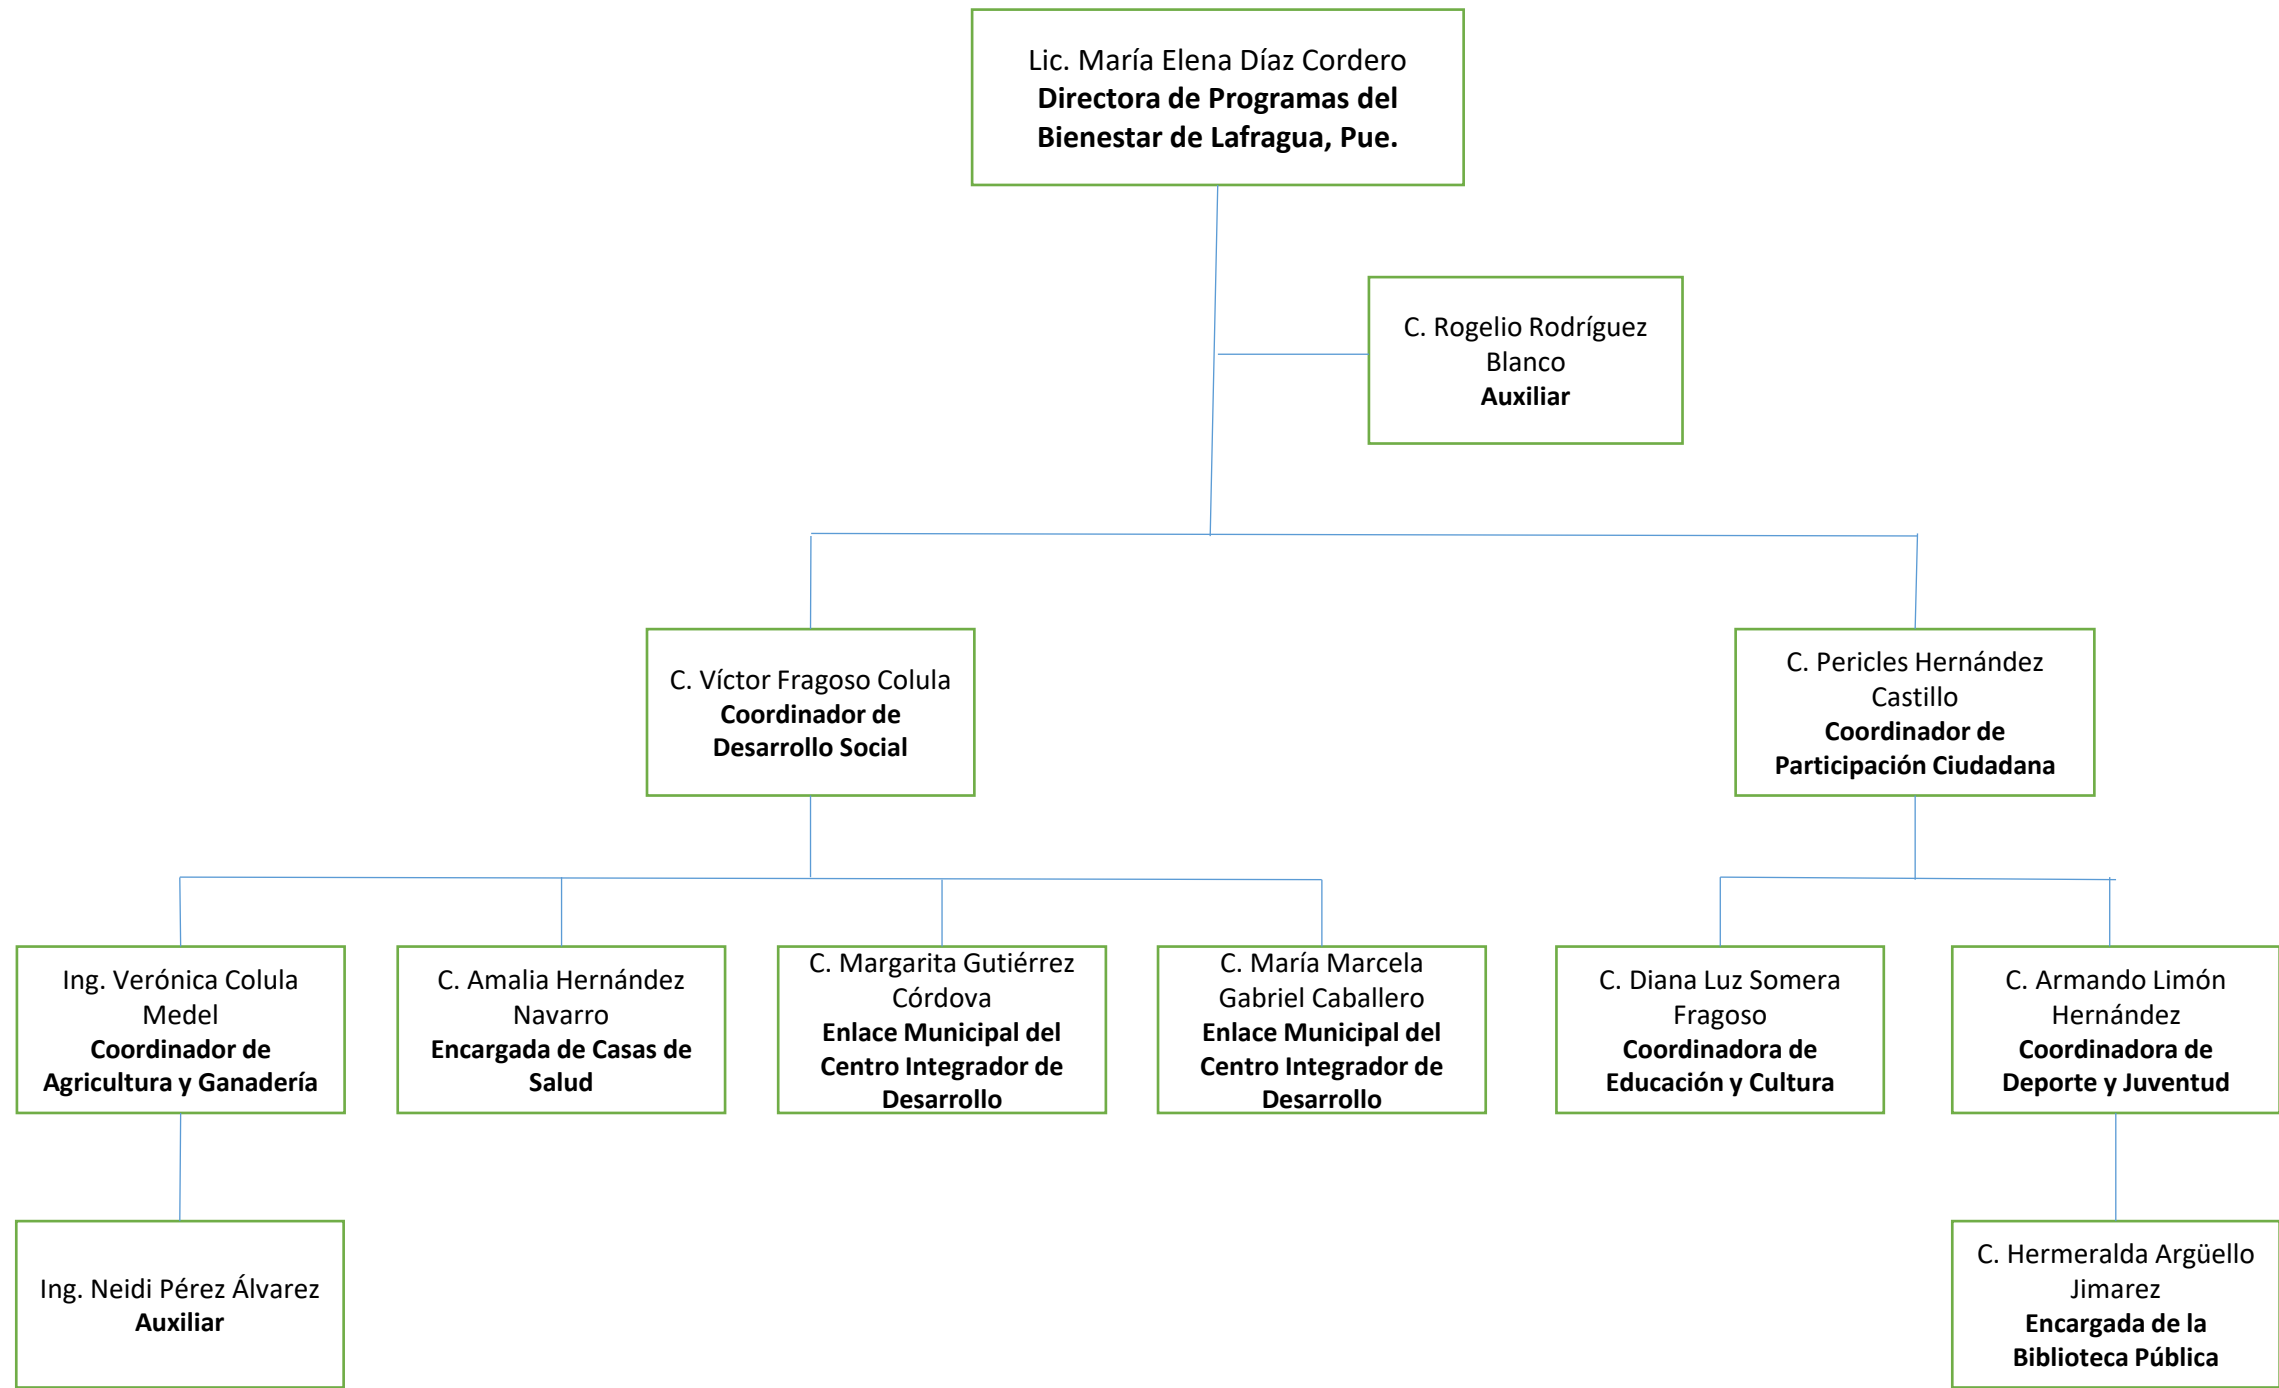 Lic. María Elena Díaz Cordero
Directora de Programas del
Bienestar de Lafragua, Pue.
C. Rogelio Rodríguez
Blanco
Auxiliar
C. Víctor Fragoso Colula
Coordinador de
Desarrollo Social
C. Pericles Hernández
Castillo
Coordinador de
Participación Ciudadana
Ing. Verónica Colula
Medel
Coordinador de
Agricultura y Ganadería
C. Amalia Hernández
Navarro
Encargada de Casas de
Salud
C. Margarita Gutiérrez
Córdova
Enlace Municipal del
Centro Integrador de
Desarrollo
C. María Marcela
Gabriel Caballero
Enlace Municipal del
Centro Integrador de
Desarrollo
C. Diana Luz Somera
Fragoso
Coordinadora de
Educación y Cultura
C. Armando Limón
Hernández
Coordinadora de
Deporte y Juventud
Ing. Neidi Pérez Álvarez
Auxiliar
C. Hermeralda Argüello
Jimarez
Encargada de la
Biblioteca Pública